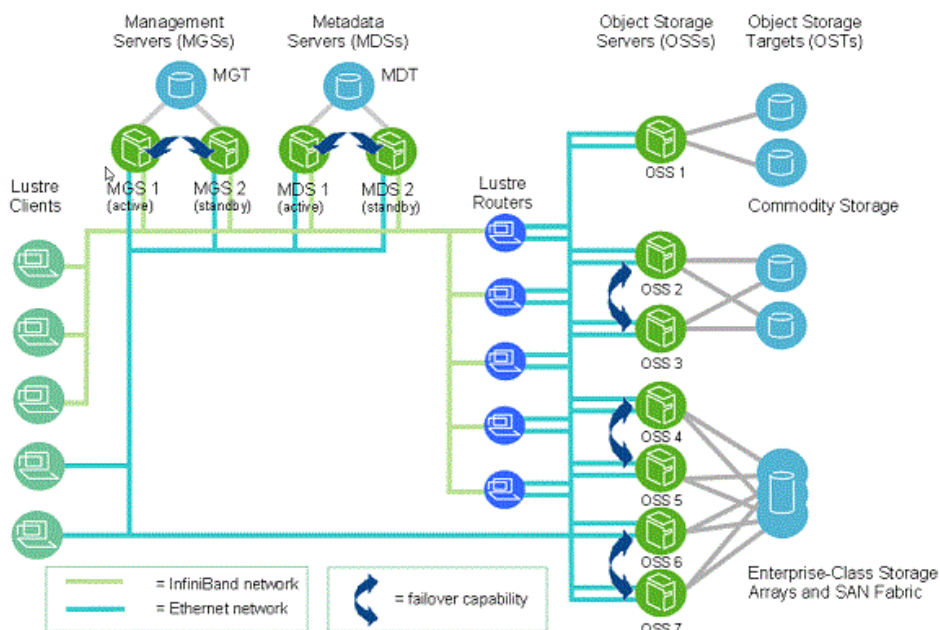 Management
Servers (MGSs)
Metadata
Servers (MDSs)
Object Storage
Servers (OSSs)
Object Storage
Targets (OSTs)
MGT
MDT
Lustre
Clients
MGS 1
(active)
MGS 2
(standby)
MDS 1
(active)
MDS 2
(standby)
Lustre
Routers
OSS 1
Commodity Storage
OSS 2
OSS 3
OSS 4
OSS 5
OSS 6
Enterprise-Class Storage
Arrays and SAN Fabric
OSS 7
= InfiniBand network
= Ethernet network
= failover capability